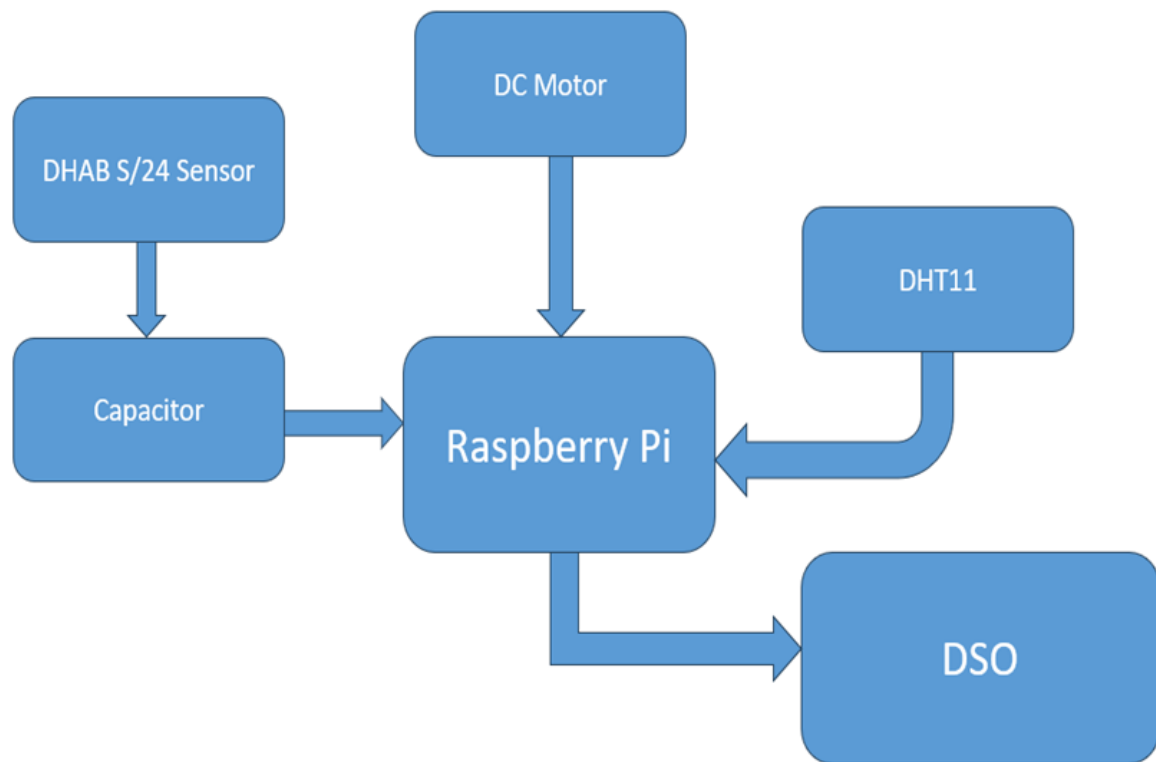 DC Motor
DHAB S/24 Sensor
DHT11
Capacitor
Raspberry Pi
DSO